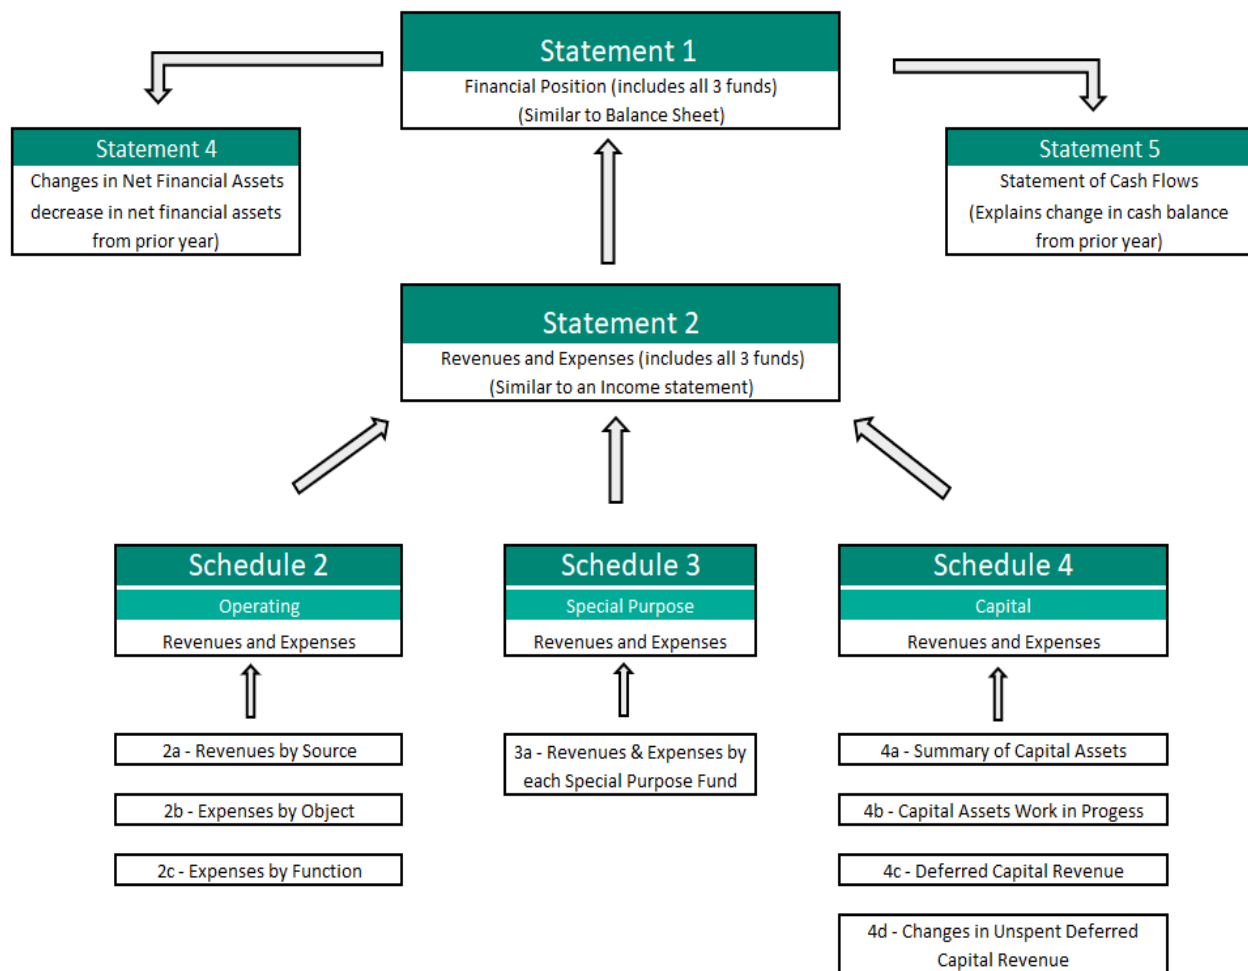 Statement 1
Financial Position (includes all 3 funds)
(Similar to Balance Sheet)
Statement 4
Changes in Net Financial Assets
decrease in net financial assets
from prior year)
Statement 5
Statement of Cash Flows
(Explains change in cash balance
from prior year)
Statement 2
Revenues and Expenses (includes all 3 funds)
(Similar to an Income statement)
Schedule 2
Operating
Revenues and Expenses
2a - Revenues by Source
2b - Expenses by Object
2c - Expenses by Function
Schedule 3
Special Purpose
Revenues and Expenses
3a - Revenues & Expenses by
each Special Purpose Fund
Schedule 4
Capital
Revenues and Expenses
4a - Summary of Capital Assets
4b - Capital Assets Work in Progess
4c - Deferred Capital Revenue
4d - Changes in Unspent Deferred
Capital Revenue